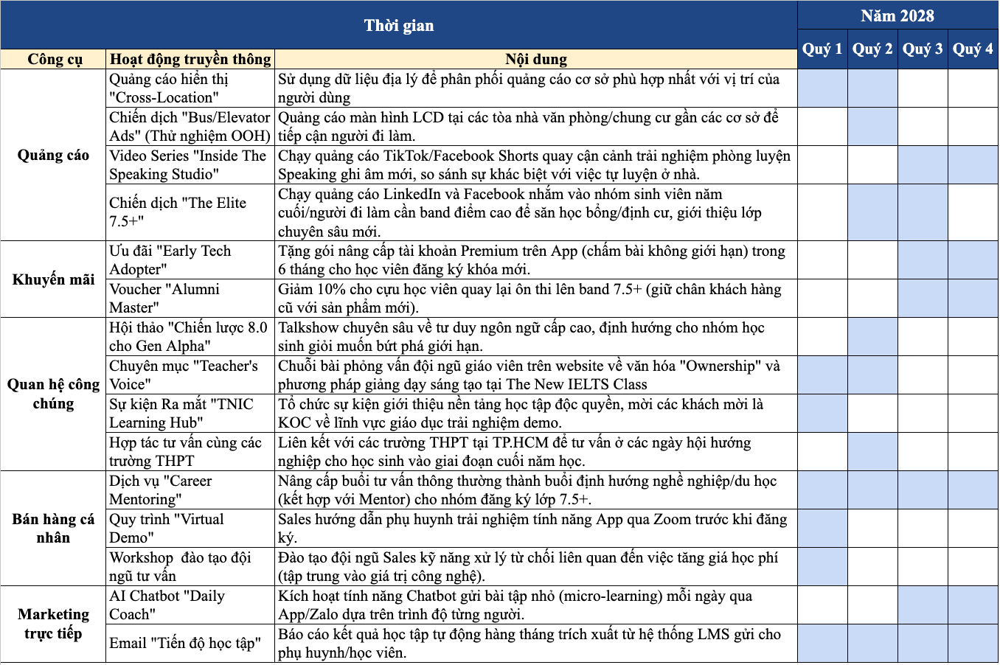 Thời gian
Năm 2028
Quý 1
Quý 2
Quý 3
Quý 4
Công cụ
Hoạt động truyền thông
Nội dung
Quảng cáo
Quảng cáo hiển thị
"Cross-Location"
Sử dụng dữ liệu địa lý để phân phối quảng cáo cơ sở phù hợp nhất với vị trí của
người dùng
Chiến dịch "Bus/Elevator
Ads" (Thử nghiệm OOH)
Quảng cáo màn hình LCD tại các tòa nhà văn phòng/chung cư gần các cơ sở để
tiếp cận người đi làm.
Video Series "Inside The
Speaking Studio"
Chạy quảng cáo TikTok/Facebook Shorts quay cận cảnh trải nghiệm phòng luyện
Speaking ghi âm mới, so sánh sự khác biệt với việc tự luyện ở nhà.
Chiến dịch "The Elite
7.5+"
Chạy quảng cáo LinkedIn và Facebook nhắm vào nhóm sinh viên năm
cuối/người đi làm cần band điểm cao để săn học bổng/định cư, giới thiệu lớp
chuyên sâu mới.
Khuyến mãi
Ưu đãi "Early Tech
Adopter"
Tặng gói nâng cấp tài khoản Premium trên App (chấm bài không giới hạn) trong
6 tháng cho học viên đăng ký khóa mới.
Voucher "Alumni
Master"
Giảm 10% cho cựu học viên quay lại ôn thi lên band 7.5+ (giữ chân khách hàng
cũ với sản phẩm mới).
Quan hệ công
chúng
Hội thảo "Chiến lược 8.0
cho Gen Alpha"
Talkshow chuyên sâu về tư duy ngôn ngữ cấp cao, định hướng cho nhóm học
sinh giỏi muốn bứt phá giới hạn.
Chuyên mục "Teacher's
Voice"
Chuỗi bài phỏng vấn đội ngũ giáo viên trên website về văn hóa "Ownership" và
phương pháp giảng dạy sáng tạo tại The New IELTS Class
Sự kiện Ra mắt "TNIC
Learning Hub"
Tổ chức sự kiện giới thiệu nền tảng học tập độc quyền, mời các khách mời là
KOC về lĩnh vực giáo dục trải nghiệm demo.
Hợp tác tư vấn cùng các
trường THPT
Liên kết với các trường THPT tại TP.HCM để tư vấn ở các ngày hội hướng
nghiệp cho học sinh vào giai đoạn cuối năm học.
Bán hàng cá
nhân
Dịch vụ "Career
Mentoring"
Nâng cấp buổi tư vấn thông thường thành buổi định hướng nghề nghiệp/du học
(kết hợp với Mentor) cho nhóm đăng ký lớp 7.5+.
Quy trình "Virtual
Demo"
Sales hướng dẫn phụ huynh trải nghiệm tính năng App qua Zoom trước khi đăng
ký.
Workshop  đào tạo đội
ngũ tư vấn
Đào tạo đội ngũ Sales kỹ năng xử lý từ chối liên quan đến việc tăng giá học phí
(tập trung vào giá trị công nghệ).
Marketing
trực tiếp
AI Chatbot "Daily
Coach"
Kích hoạt tính năng Chatbot gửi bài tập nhỏ (micro-learning) mỗi ngày qua
App/Zalo dựa trên trình độ từng người.
Email "Tiến độ học tập"
Báo cáo kết quả học tập tự động hàng tháng trích xuất từ hệ thống LMS gửi cho
phụ huynh/học viên.